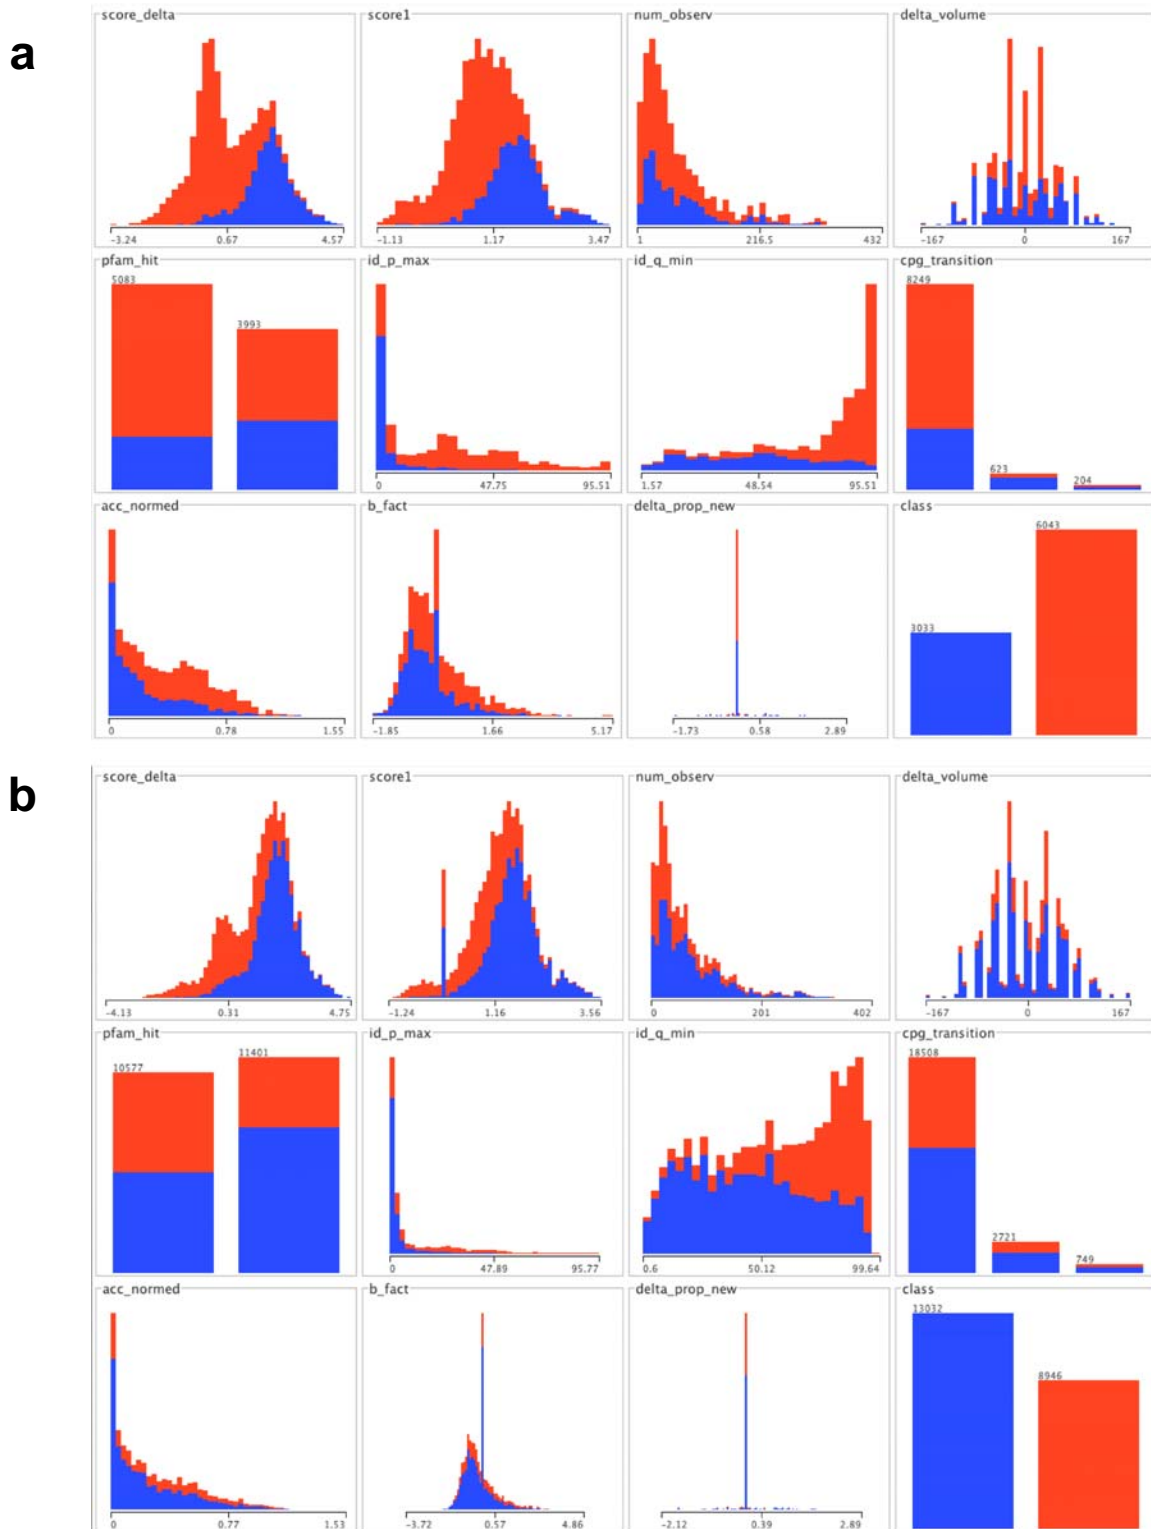 a
score_delta score1 num_observ delta_volume
-3.24 0.67 4.57 -1.13 1.17 3.47 1 216.5 432 -167 0 167
pfam_hit id_p_max id_q_min cpg_transition
5083 3993 8249 623 204
0 47.75 95.51 1.57 48.54 95.51
acc_normed b_fact delta_prop_new class
3033 6043
0 0.78 1.55 -1.85 1.66 5.17 -1.73 0.58 2.89
b
score_delta score1 num_observ delta_volume
-4.13 0.31 4.75 -1.24 1.16 3.56 0 201 402 -167 0 167
pfam_hit id_p_max id_q_min cpg_transition
10577 11401 18508 2721 749
0 47.89 95.77 0.6 50.12 99.64
acc_normed b_fact delta_prop_new class
13032 8946
0 0.77 1.53 -3.72 0.57 4.86 -2.12 0.39 2.89